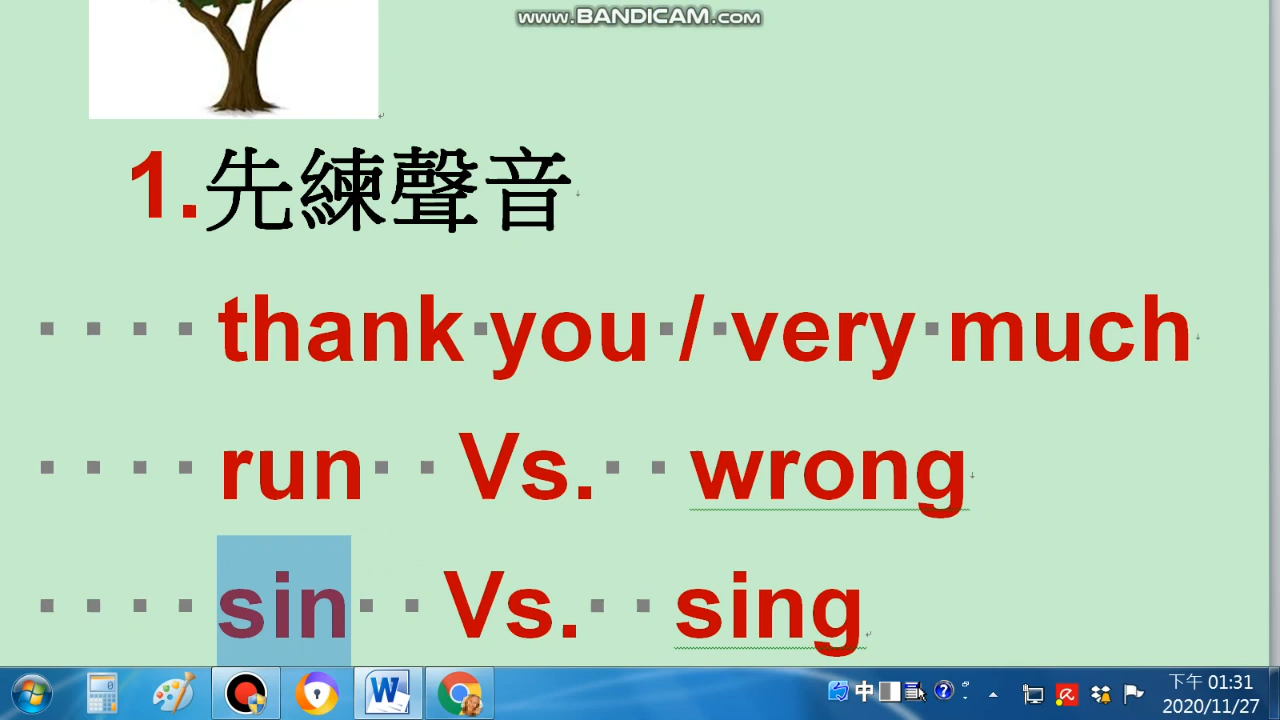 www.BANDICAM.com
1.先練聲音
thank you / very much
run Vs. wrong
sin Vs. sing
中
下午 01:31
2020/11/27